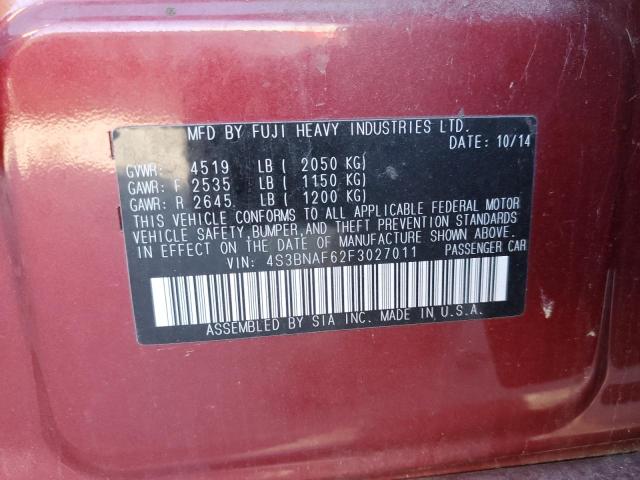 MFD BY FUJI HEAVY INDUSTRIES LTD.
DATE: 10/14
GVWR: 4519 LB ( 2050 KG)
GAWR: F 2535 LB ( 1150 KG)
GAWR: R 2645 LB ( 1200 KG)
THIS VEHICLE CONFORMS TO ALL APPLICABLE FEDERAL MOTOR
VEHICLE SAFETY, BUMPER, AND THEFT PREVENTION STANDARDS
IN EFFECT ON THE DATE OF MANUFACTURE SHOWN ABOVE.
VIN: 4S3BNAF62F3027011 PASSENGER CAR
ASSEMBLED BY SIA INC. MADE IN U.S.A.